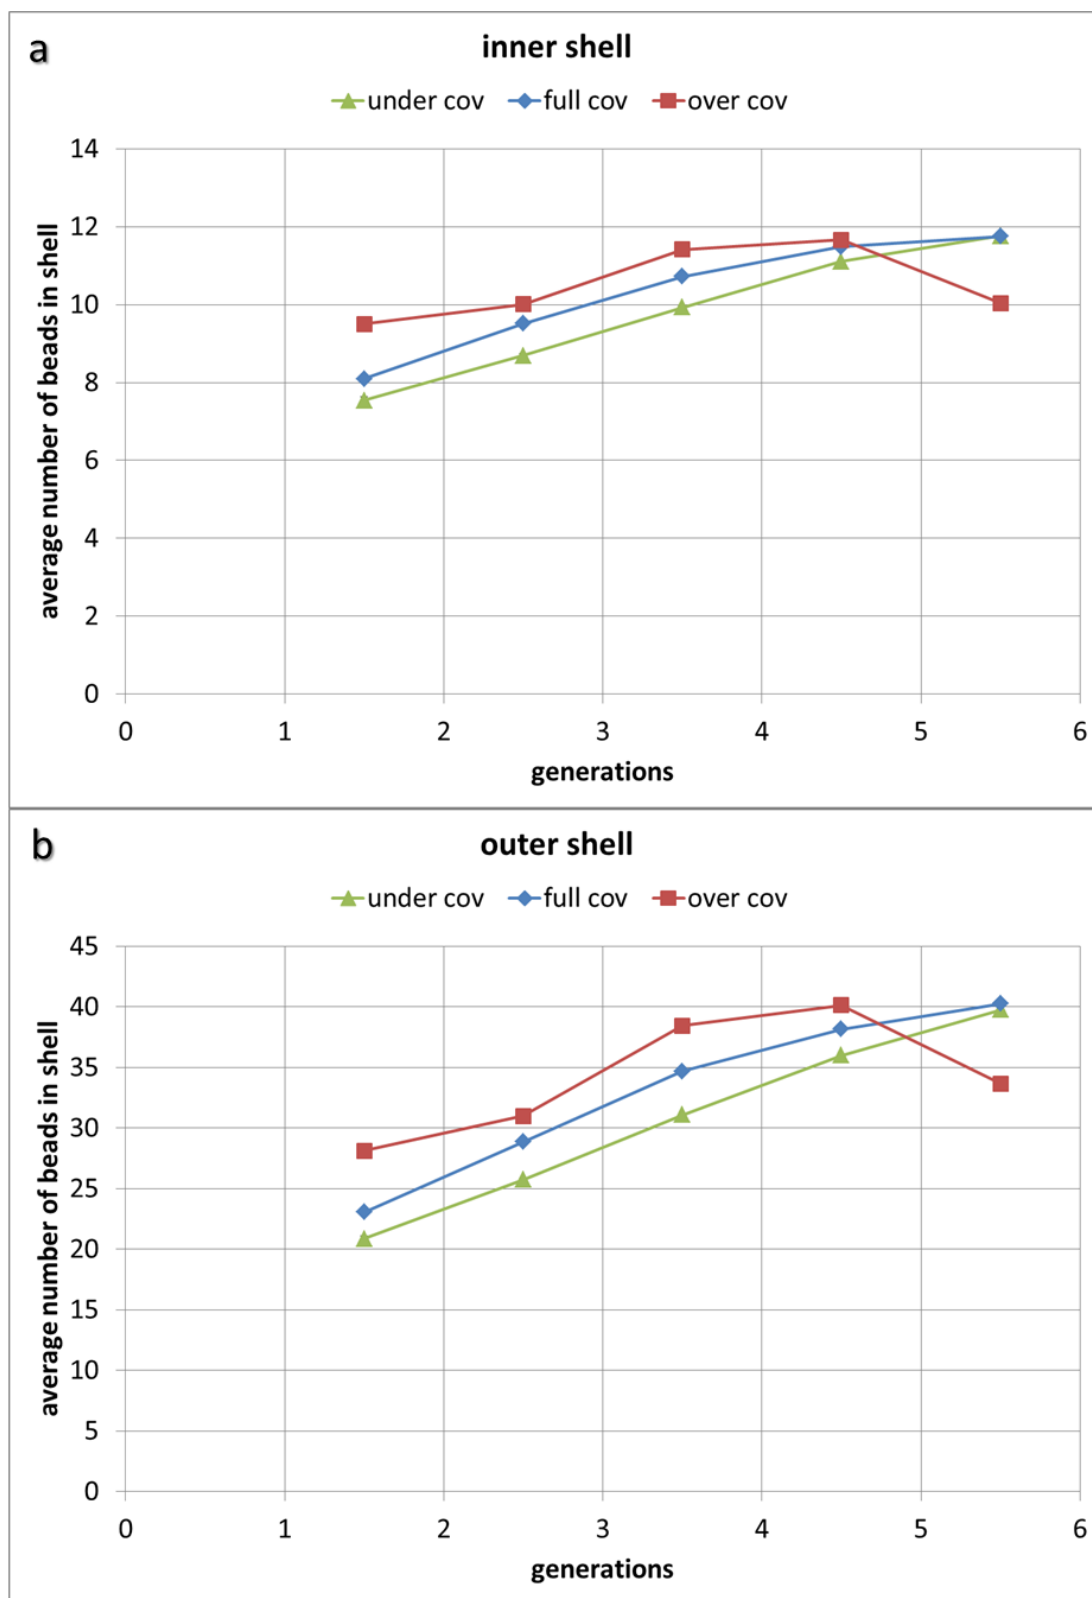 a
inner shell
under cov full cov over cov
14
12
10
8
6
4
2
0
average number of beads in shell
0 1 2 3 4 5 6
generations
b
outer shell
under cov full cov over cov
45
40
35
30
25
20
15
10
5
0
average number of beads in shell
0 1 2 3 4 5 6
generations